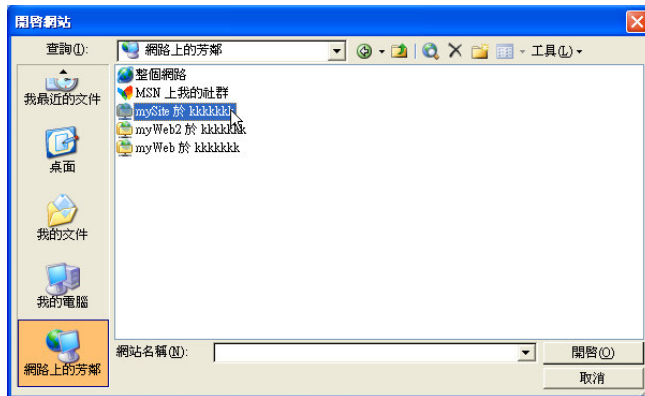 開啓網站
查詢(I):
網路上的芳鄰
工具(L)
我最近的文件
桌面
我的文件
我的電腦
網路上的芳鄰
整個網路
MSN 上我的社群
mySite 於 kkkkkkk
myWeb2 於 kkkkkkk
myWeb 於 kkkkkkk
網站名稱(N):
開啓(O)
取消